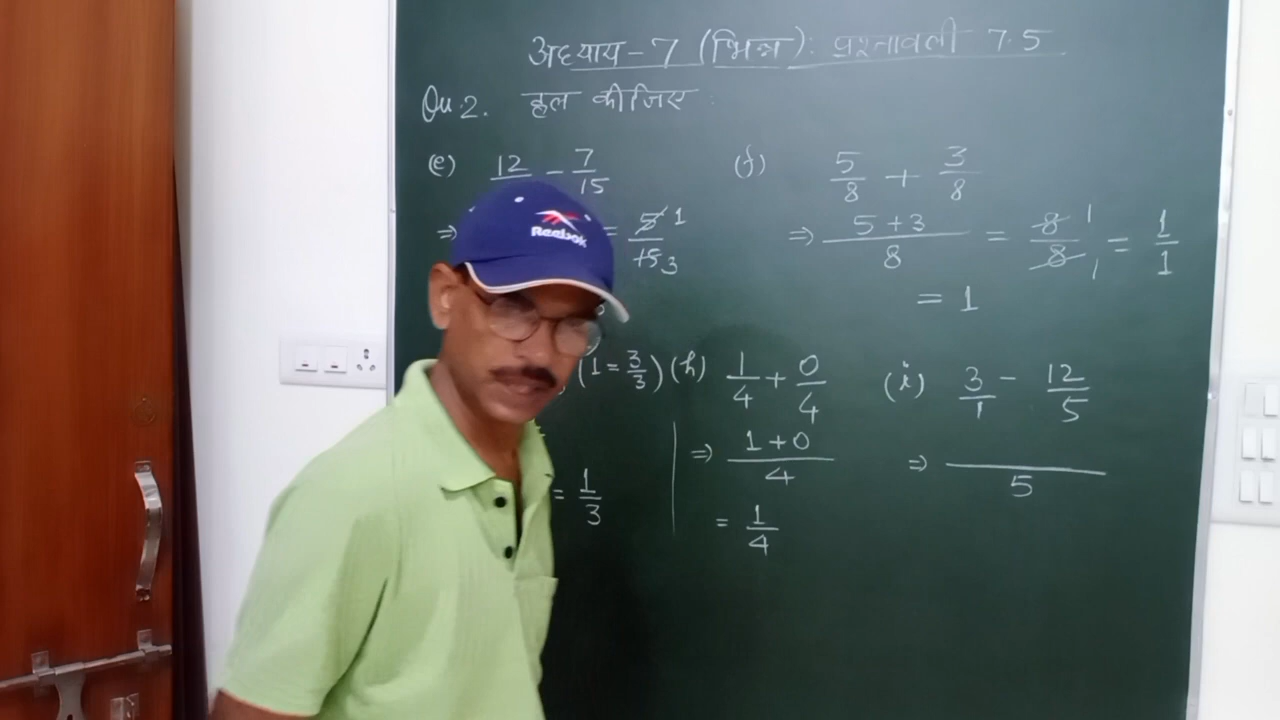 अध्याय - 7 (भिन्न): प्रश्नावली 7.5
Qu.2. हल कीजिए :
(e) 12 - 7/15
⇒ = 5/15 1 3
(f) 5/8 + 3/8
⇒ 5+3/8 = 8/8 1 1 = 1/1
= 1
Reebok
(1 = 3/3)
= 1/3
(h) 1/4 + 0/4
⇒ 1+0/4
= 1/4
(i) 3/1 - 12/5
⇒ /5